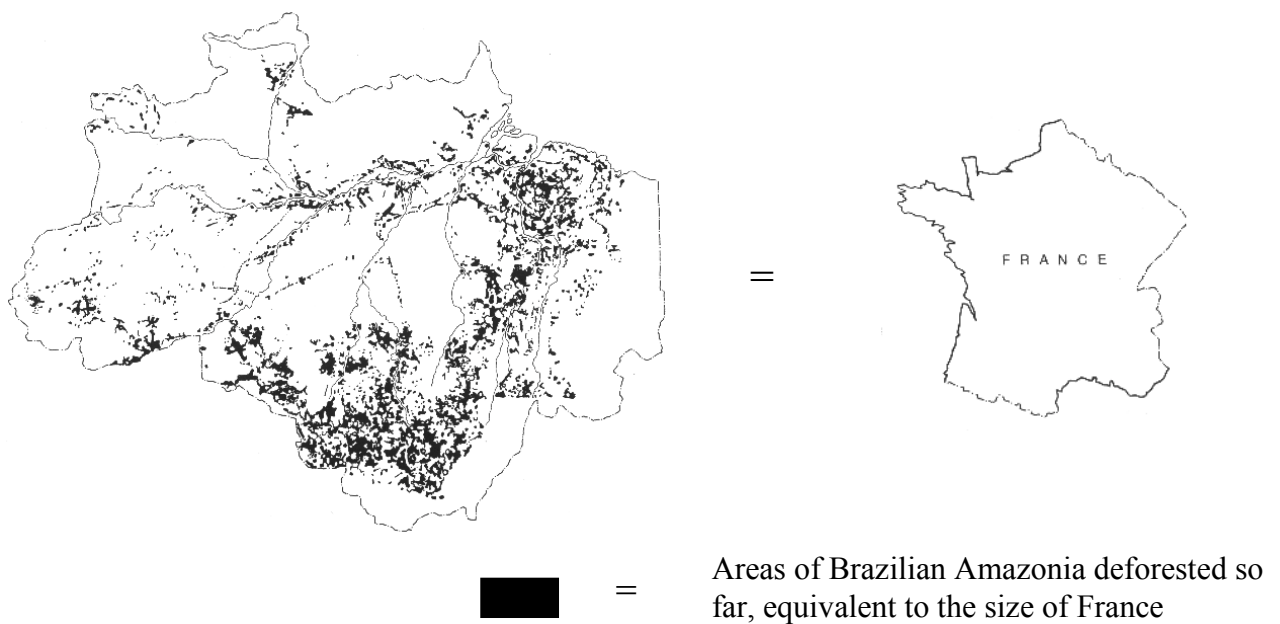 =
FRANCE
=
Areas of Brazilian Amazonia deforested so
far, equivalent to the size of France